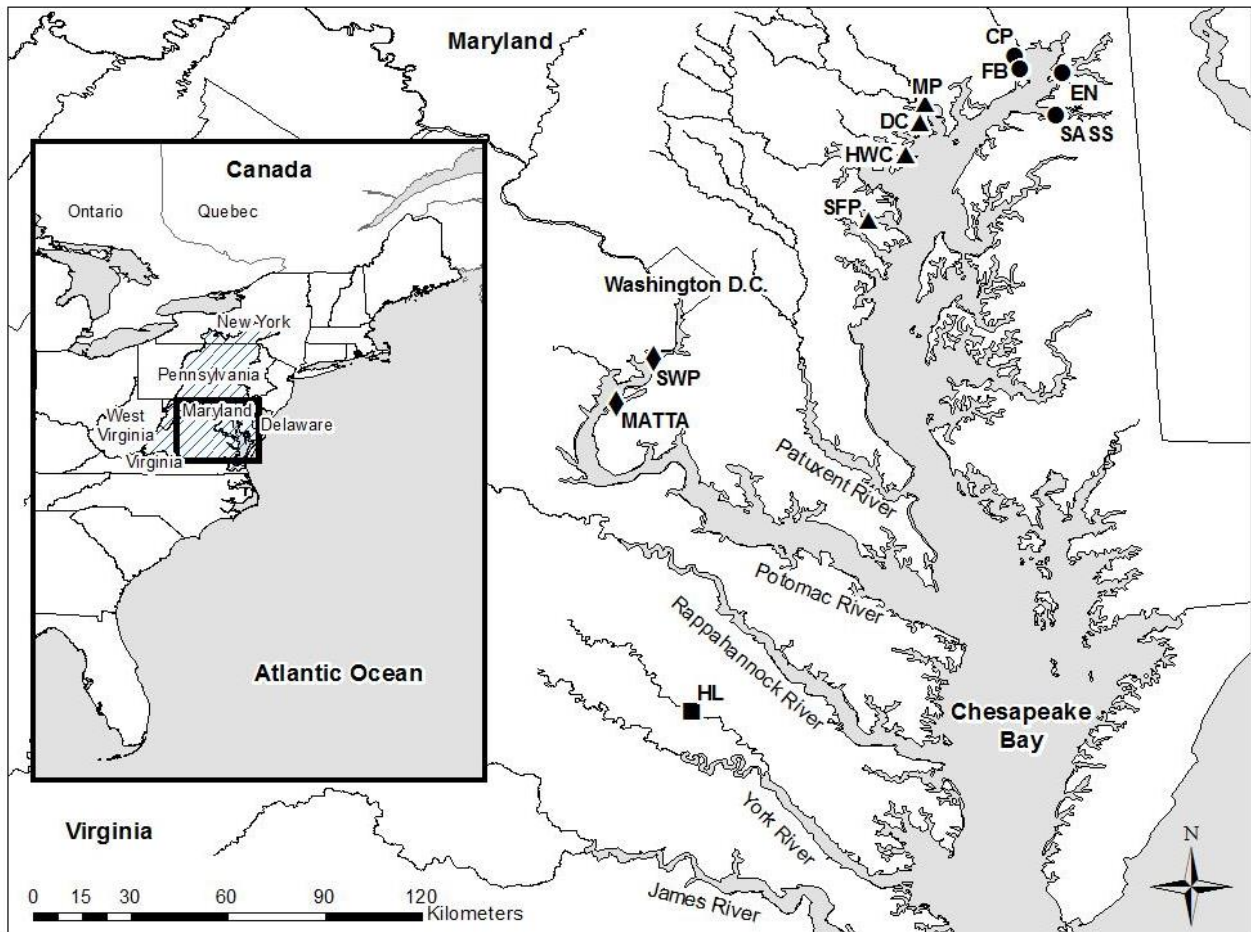 Maryland
CP
FB
EN
MP
DC
SASS
HWC
SFP
Canada
Ontario
Quebec
New York
Pennsylvania
West
Virginia
Maryland
Delaware
Virginia
Atlantic Ocean
Washington D.C.
SWP
MATTA
Patuxent River
Potomac River
Rappahannock River
HL
Chesapeake
Bay
York River
James River
Virginia
N
0 15 30 60 90 120
Kilometers